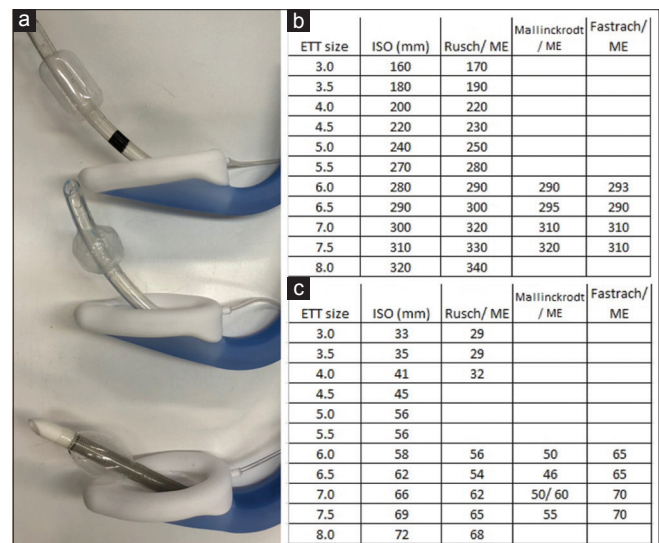 a
b
ETT size ISO (mm) Rusch/ ME Mallinckrodt / ME Fastrach/ ME
3.0 160 170
3.5 180 190
4.0 200 220
4.5 220 230
5.0 240 250
5.5 270 280
6.0 280 290 290 293
6.5 290 300 295 290
7.0 300 320 310 310
7.5 310 330 320 310
8.0 320 340
c
ETT size ISO (mm) Rusch/ ME Mallinckrodt / ME Fastrach/ ME
3.0 33 29
3.5 35 29
4.0 41 32
4.5 45
5.0 56
5.5 56
6.0 58 56 50 65
6.5 62 54 46 65
7.0 66 62 50/ 60 70
7.5 69 65 55 70
8.0 72 68